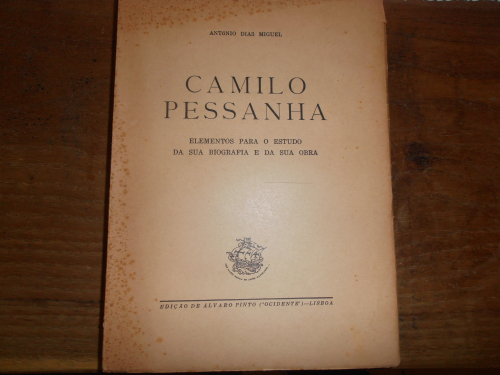 ANTONIO DIAS MIGUEL
CAMILO
PESSANHA
ELEMENTOS PARA O ESTUDO
DA SUA BIOGRAFIA E DA SUA OBRA
EDIÇÃO DE ALVARO PINTO («OCIDENTE») — LISBOA